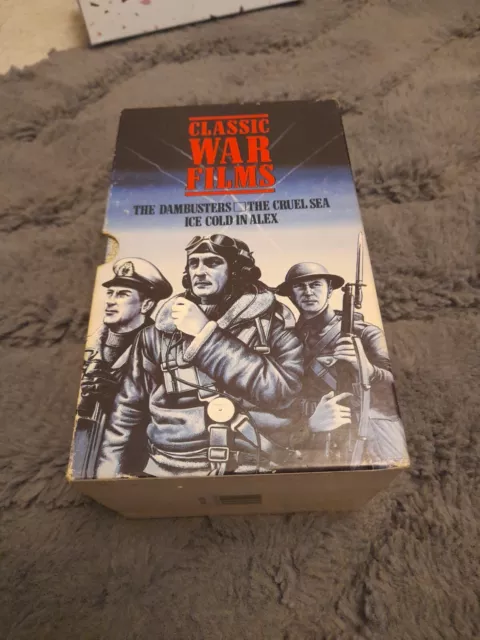 CLASSIC
WAR
FILMS
THE DAMBUSTERS THE CRUEL SEA
ICE COLD IN ALEX